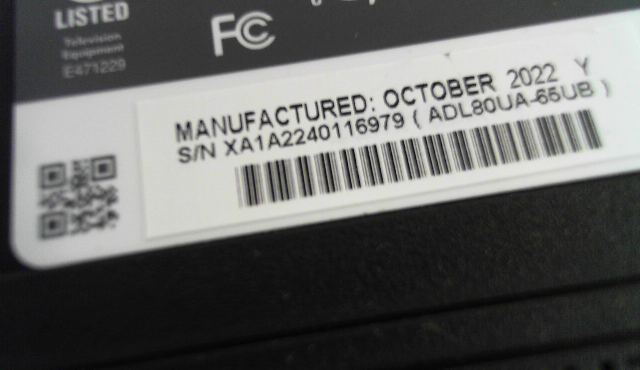 LISTED
Television
Equipment
E471229
FC
MANUFACTURED: OCTOBER 2022 Y
S/N XA1A2240116979 ( ADL80UA-65UB )